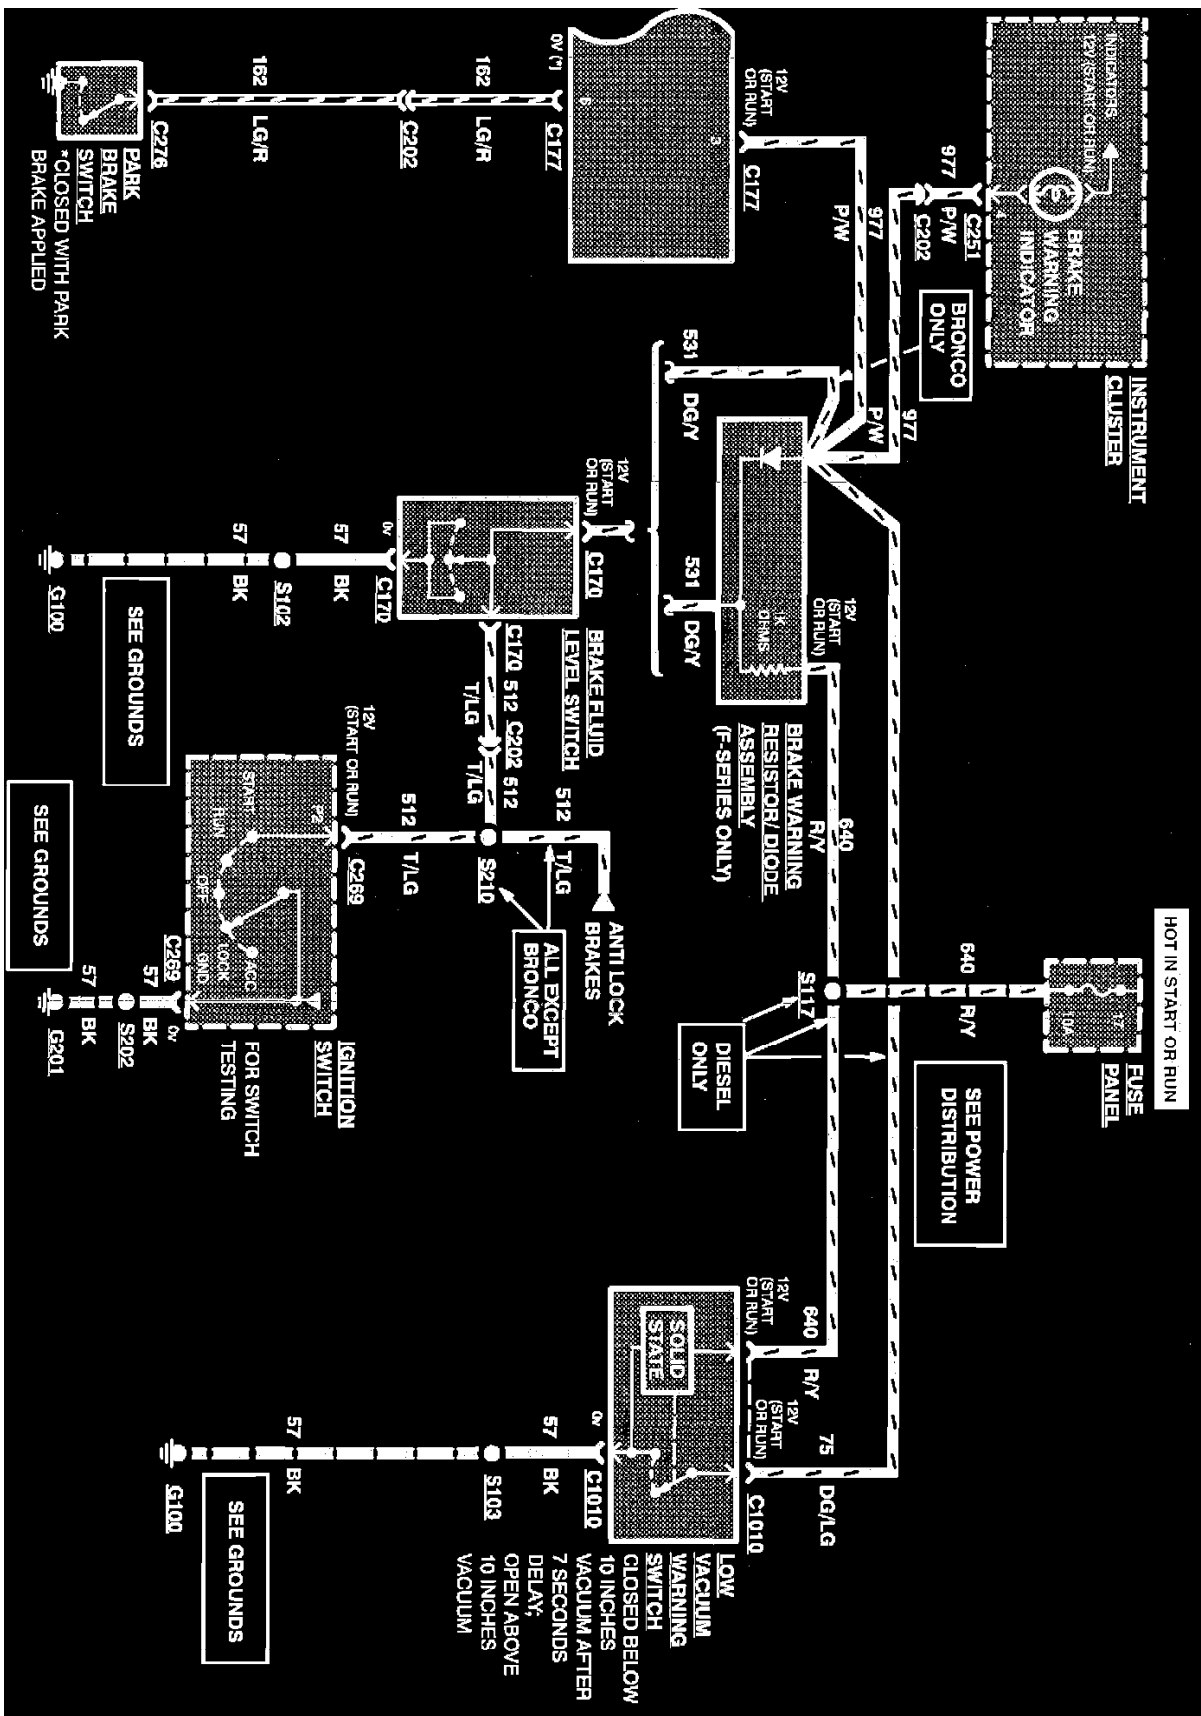 HOT IN START OR RUN
INSTRUMENT
CLUSTER
INDICATORS
12V (START OR RUN)
BRAKE
WARNING
INDICATOR
4
977
P/W
C251
C202
BRONCO
ONLY
977
P/W
977
P/W
FUSE
PANEL
17
10A
640
R/Y
SEE POWER
DISTRIBUTION
S117
DIESEL
ONLY
640
R/Y
12V
(START
OR RUN)
C177
3
6
0V (*)
C177
162
LG/R
C202
162
LG/R
C276
PARK
BRAKE
SWITCH
*CLOSED WITH PARK
BRAKE APPLIED
531
DG/Y
531
DG/Y
12V
(START
OR RUN)
1K
OHMS
BRAKE WARNING
RESISTOR/DIODE
ASSEMBLY
(F-SERIES ONLY)
12V
(START
OR RUN)
C170
BRAKE FLUID
LEVEL SWITCH
0v
C170
57
BK
S102
57
BK
G100
SEE GROUNDS
C170
512
T/LG
C202
512
T/LG
S210
512
T/LG
ANTI LOCK
BRAKES
ALL EXCEPT
BRONCO
512
T/LG
12V
(START OR RUN)
C269
P2
START
RUN
OFF
LOCK
ACC
GND
IGNITION
SWITCH
FOR SWITCH
TESTING
C269
0v
57
BK
S202
57
BK
G201
SEE GROUNDS
640
R/Y
12V
(START
OR RUN)
75
DG/LG
12V
(START
OR RUN)
C1010
SOLID
STATE
LOW
VACUUM
WARNING
SWITCH
CLOSED BELOW
10 INCHES
VACUUM AFTER
7 SECONDS
DELAY;
OPEN ABOVE
10 INCHES
VACUUM
0v
C1010
57
BK
S103
57
BK
G100
SEE GROUNDS